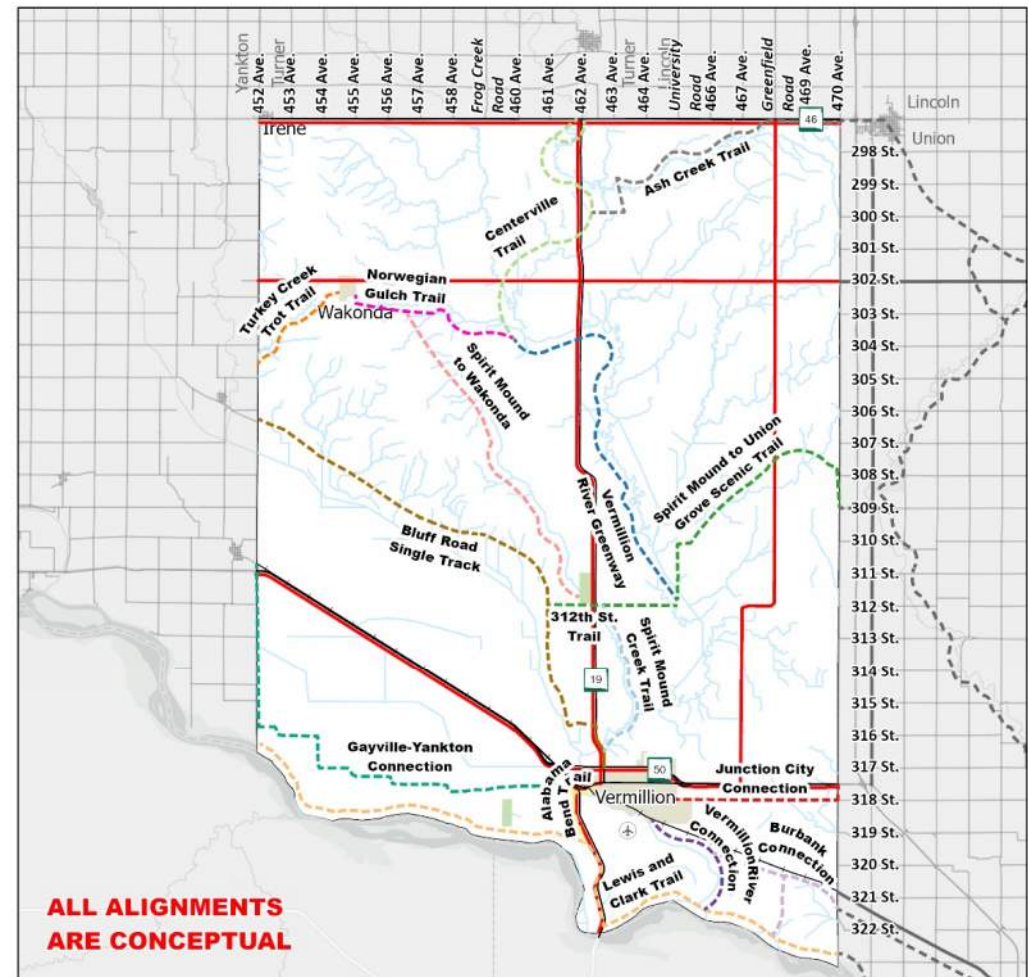 Yankton
452 Ave.
Turner
453 Ave.
454 Ave.
455 Ave.
456 Ave.
457 Ave.
458 Ave.
Frog Creek
Road
460 Ave.
461 Ave.
462 Ave.
463 Ave.
Turner
464 Ave.
Lincoln
University
Road
466 Ave.
467 Ave.
Greenfield
Road
469 Ave.
470 Ave.
Lincoln
46
Irene
Union
298 St.
Ash Creek Trail
299 St.
300 St.
Centerville
Trail
301 St.
302 St.
Norwegian
Gulch Trail
Turkey Creek
Trot Trail
Wakonda
303 St.
304 St.
Spirit Mound
to Wakonda
305 St.
306 St.
307 St.
Spirit Mound to Union
Grove Scenic Trail
308 St.
Vermillion
River Greenway
309 St.
310 St.
Bluff Road
Single Track
311 St.
312 St.
312th St.
Trail
313 St.
Spirit Mound
Creek Trail
314 St.
19
315 St.
316 St.
Gayville-Yankton
Connection
317 St.
50
Junction City
Connection
Alabama
Bend Trail
Vermillion
318 St.
319 St.
Vermillion River
Connection
Burbank
Connection
320 St.
Lewis and
Clark Trail
321 St.
322 St.
ALL ALIGNMENTS
ARE CONCEPTUAL